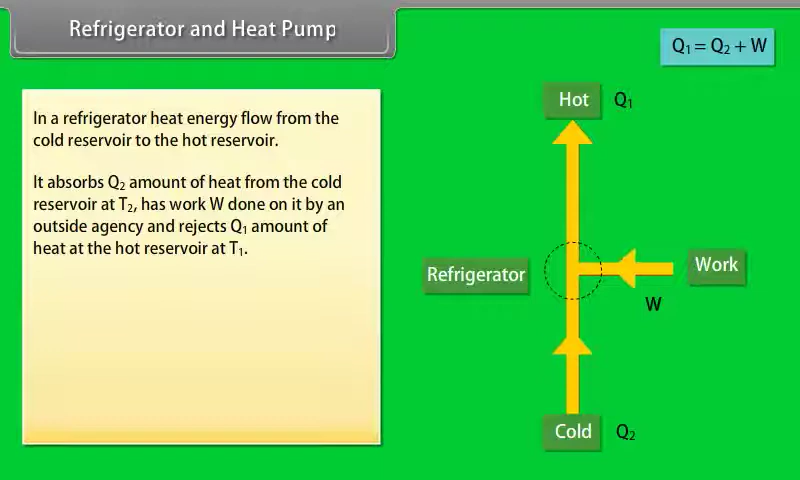 Refrigerator and Heat Pump
Q₁ = Q₂ + W
In a refrigerator heat energy flow from the
cold reservoir to the hot reservoir.
It absorbs Q₂ amount of heat from the cold
reservoir at T₂, has work W done on it by an
outside agency and rejects Q₁ amount of
heat at the hot reservoir at T₁.
Hot Q₁
Refrigerator
Work
W
Cold Q₂